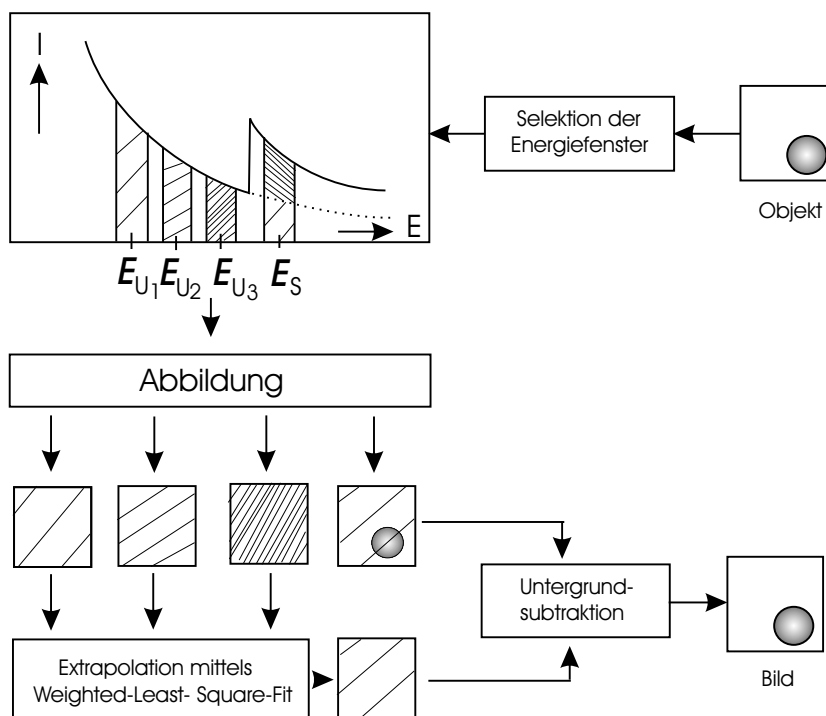 I
Selektion der
Energiefenster
Objekt
E
E_U1 E_U2 E_U3 E_S
Abbildung
Untergrund-
subtraktion
Extrapolation mittels
Weighted-Least- Square-Fit
Bild